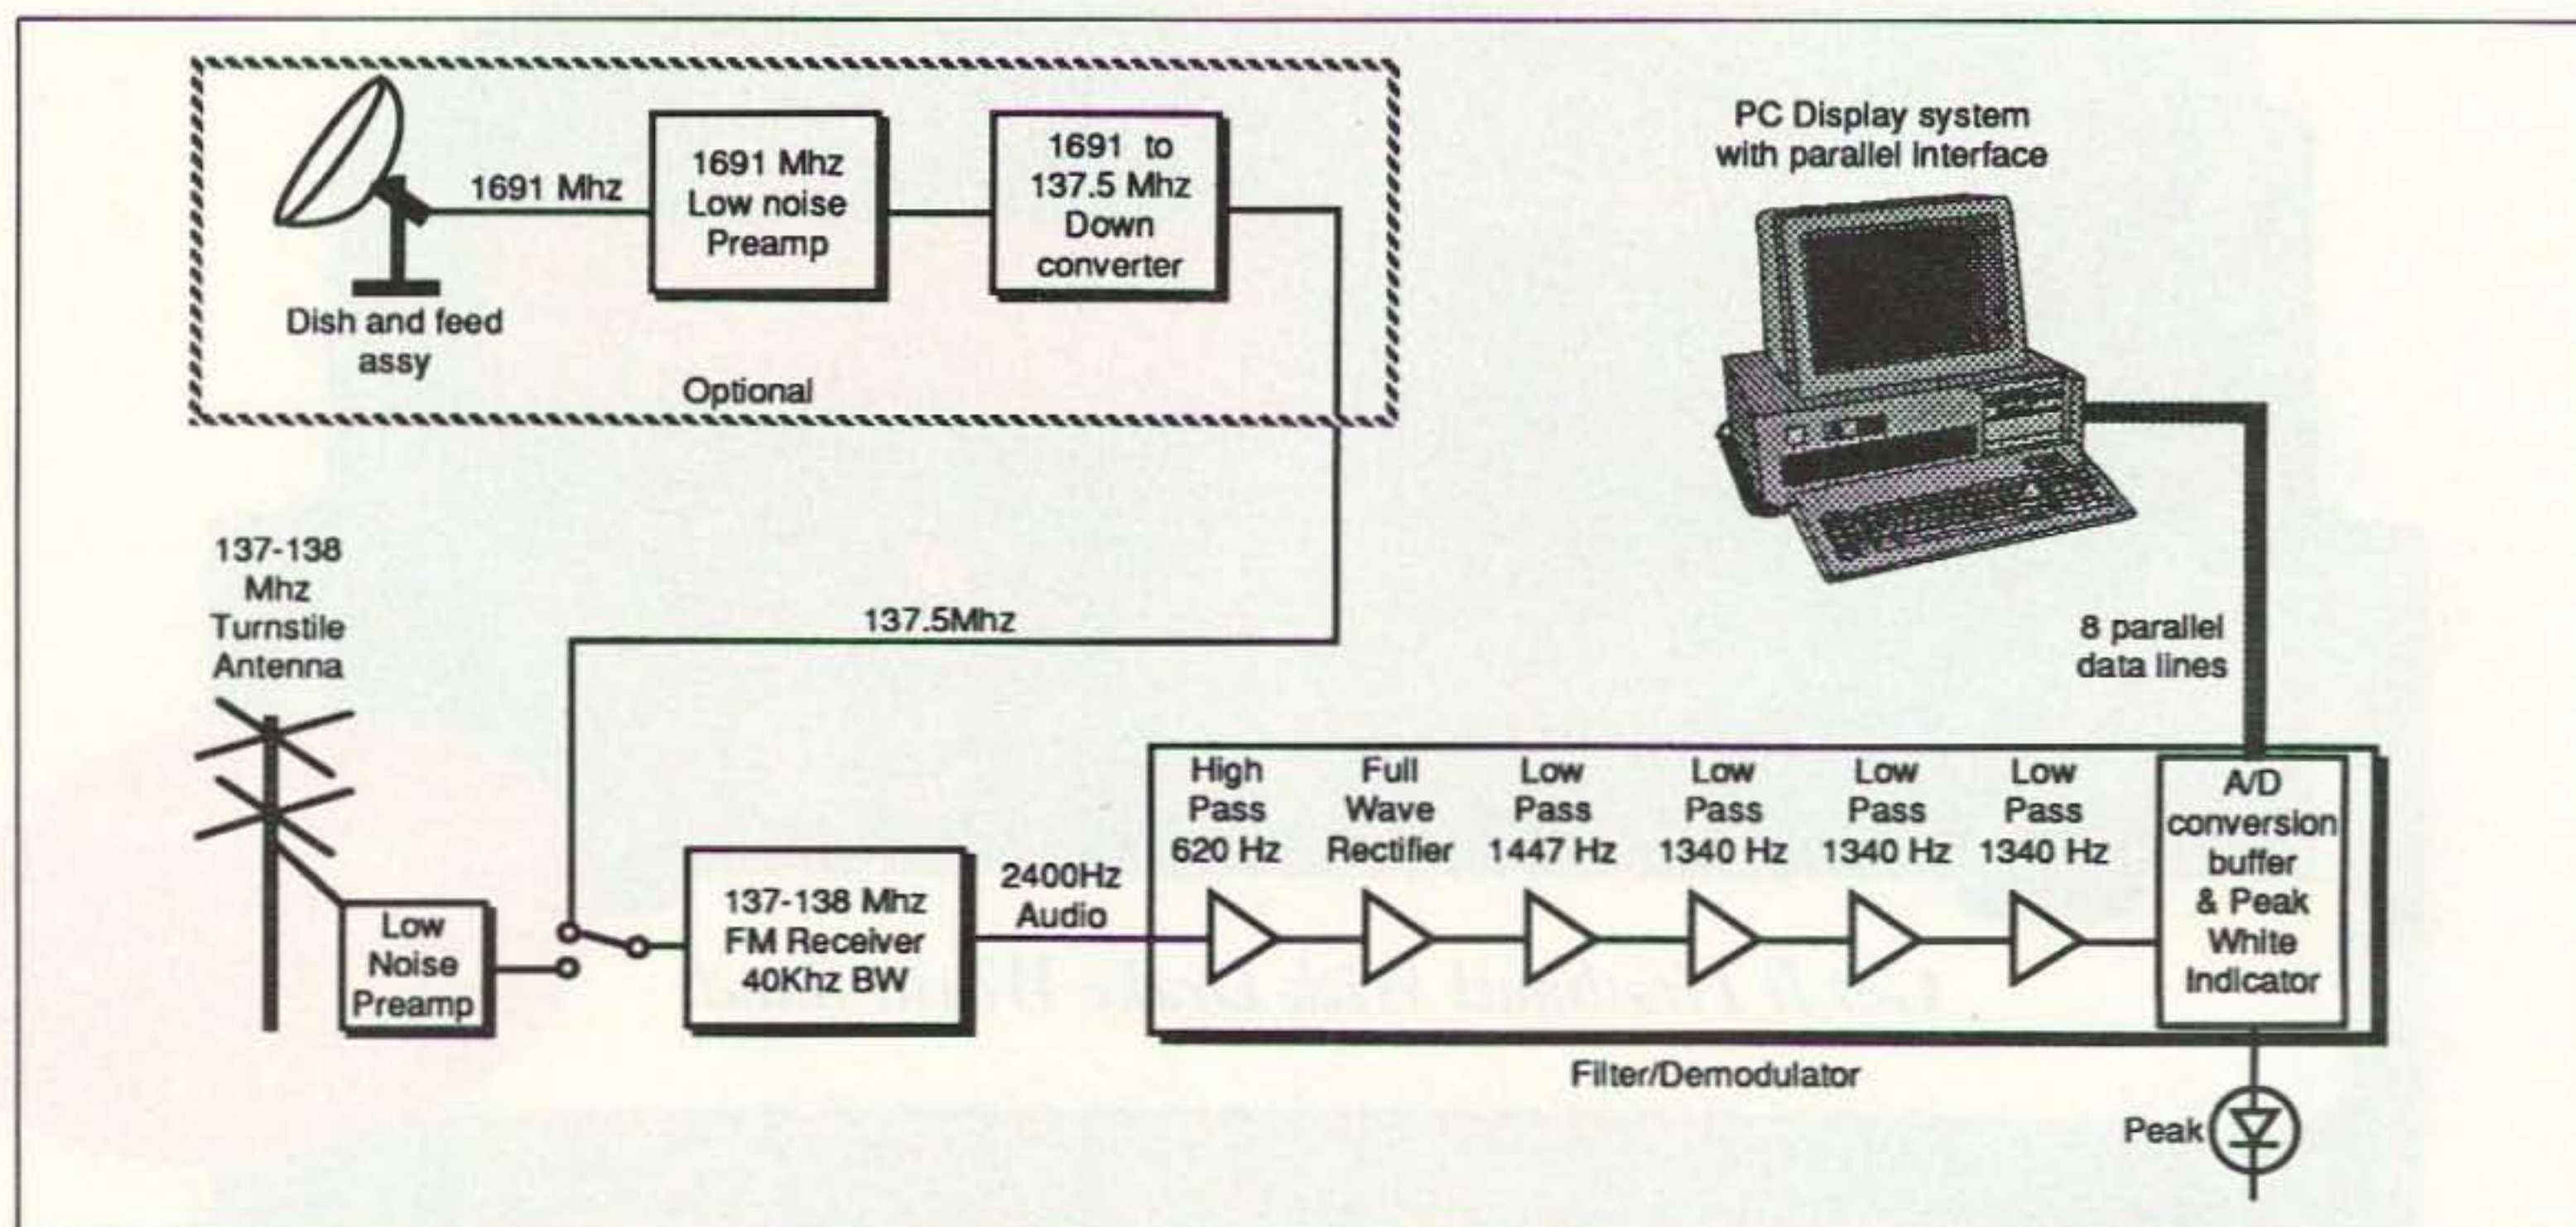 1691 Mhz
1691 Mhz
Low noise
Preamp
1691 to
137.5 Mhz
Down
converter
Dish and feed
assy
Optional
PC Display system
with parallel interface
137-138
Mhz
Turnstile
Antenna
137.5Mhz
8 parallel
data lines
Low
Noise
Preamp
137-138 Mhz
FM Receiver
40Khz BW
2400Hz
Audio
High
Pass
620 Hz
Full
Wave
Rectifier
Low
Pass
1447 Hz
Low
Pass
1340 Hz
Low
Pass
1340 Hz
Low
Pass
1340 Hz
A/D
conversion
buffer
& Peak
White
Indicator
Filter/Demodulator
Peak